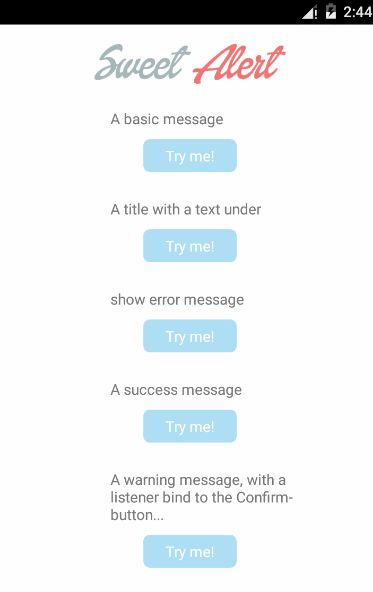 2:44
Sweet Alert
A basic message
Try me!
A title with a text under
Try me!
show error message
Try me!
A success message
Try me!
A warning message, with a
listener bind to the Confirm-
button...
Try me!